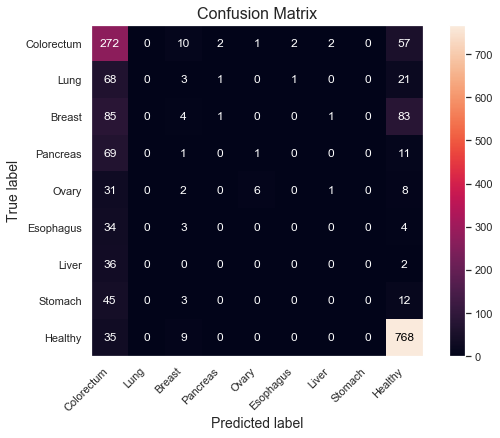 Confusion Matrix
True label
Colorectum 272 0 10 2 1 2 2 0 57
Lung 68 0 3 1 0 1 0 0 21
Breast 85 0 4 1 0 0 1 0 83
Pancreas 69 0 1 0 1 0 0 0 11
Ovary 31 0 2 0 6 0 1 0 8
Esophagus 34 0 3 0 0 0 0 0 4
Liver 36 0 0 0 0 0 0 0 2
Stomach 45 0 3 0 0 0 0 0 12
Healthy 35 0 9 0 0 0 0 0 768
Colorectum Lung Breast Pancreas Ovary Esophagus Liver Stomach Healthy
Predicted label
700
600
500
400
300
200
100
0